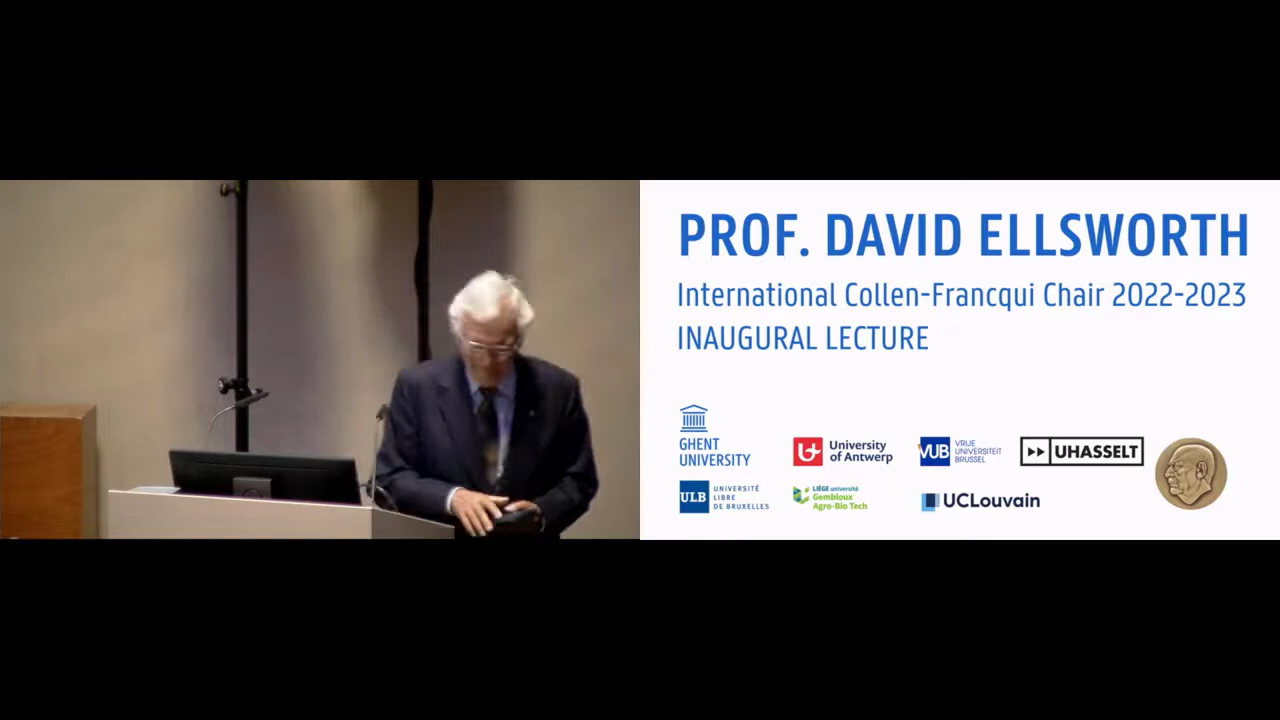 PROF. DAVID ELLSWORTH
International Collen-Francqui Chair 2022-2023
INAUGURAL LECTURE
GHENT
UNIVERSITY
University
of Antwerp
VUB
VRIJE
UNIVERSITEIT
BRUSSEL
UHASSELT
ULB
UNIVERSITÉ
LIBRE
DE BRUXELLES
LIÈGE université
Gembloux
Agro-Bio Tech
UCLouvain